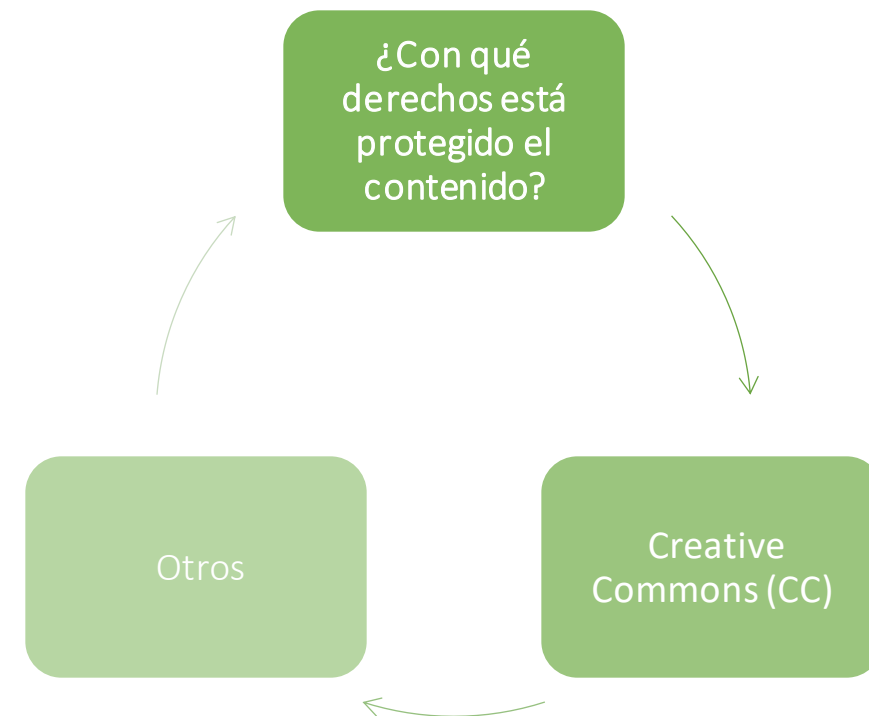 ¿Con qué
derechos está
protegido el
contenido?
Otros
Creative
Commons (CC)